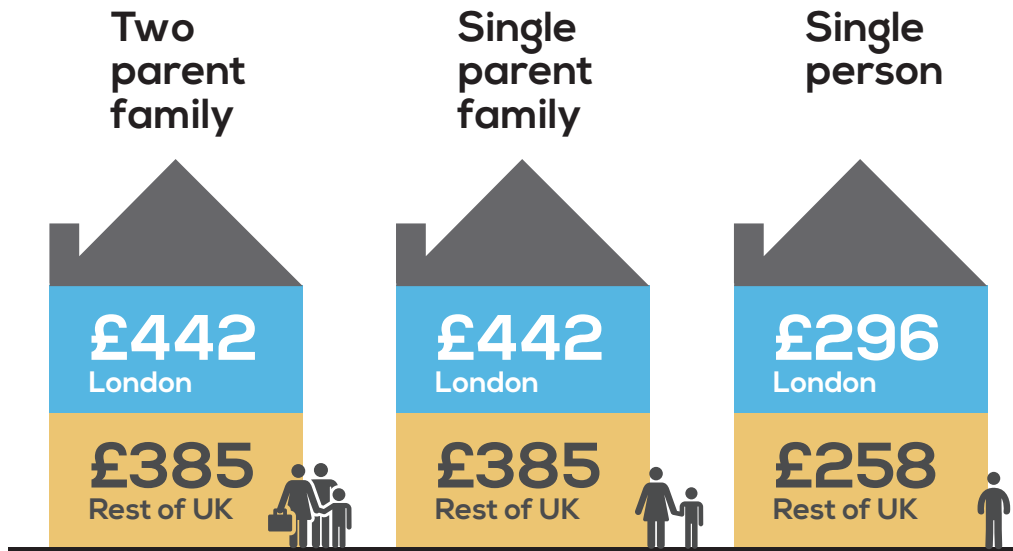 Two
parent
family
£442
London
£385
Rest of UK
Single
parent
family
£442
London
£385
Rest of UK
Single
person
£296
London
£258
Rest of UK